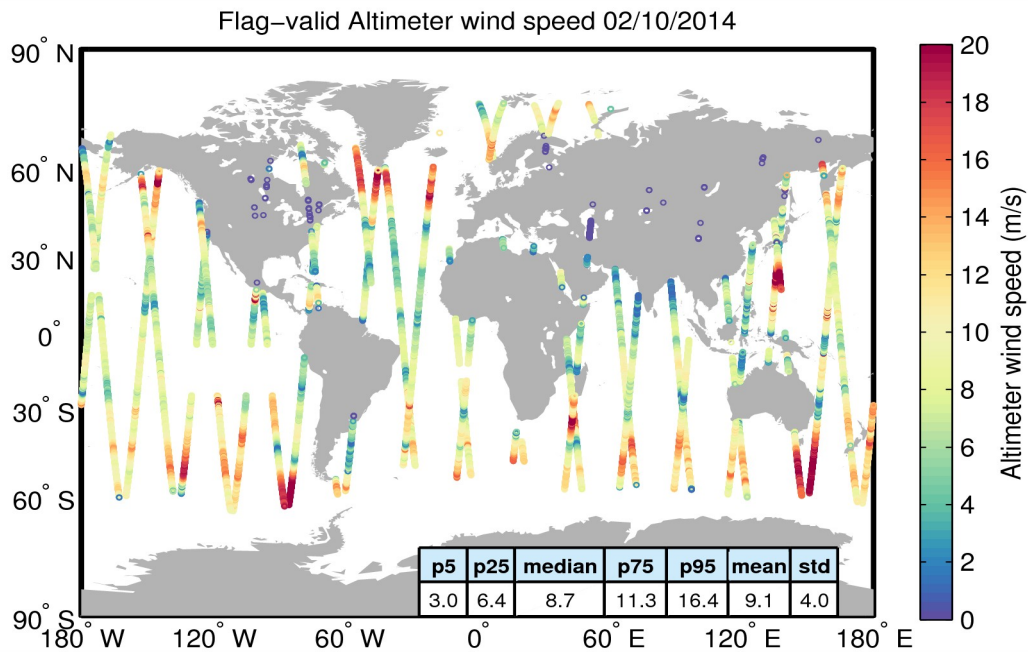 Flag−valid Altimeter wind speed 02/10/2014
90° N
60° N
30° N
0°
30° S
60° S
90° S
180° W
120° W
60° W
0°
60° E
120° E
180° E
p5 p25 median p75 p95 mean std
3.0 6.4 8.7 11.3 16.4 9.1 4.0
20
18
16
14
12
10
8
6
4
2
0
Altimeter wind speed (m/s)